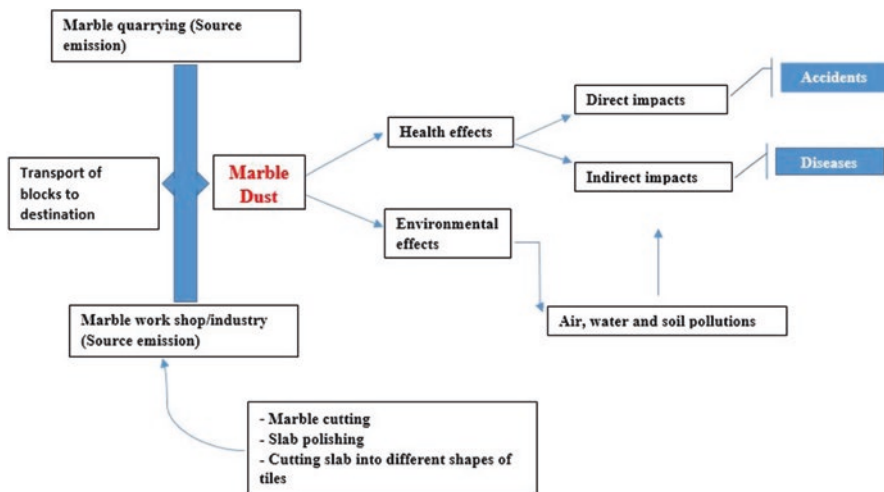 Marble quarrying (Source
emission)
Accidents
Direct impacts
Health effects
Marble
Dust
Transport of
blocks to
destination
Diseases
Indirect impacts
Environmental
effects
Marble work shop/industry
(Source emission)
Air, water and soil pollutions
- Marble cutting
- Slab polishing
- Cutting slab into different shapes of
tiles